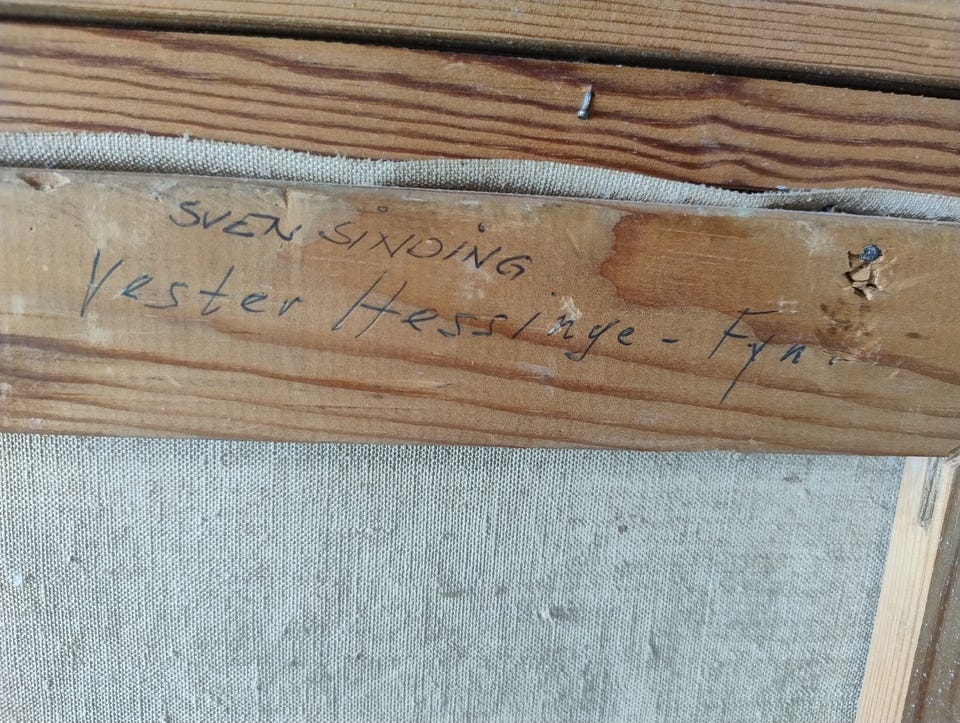 SVEN SINDING
Vester Hessinge - Fyn.